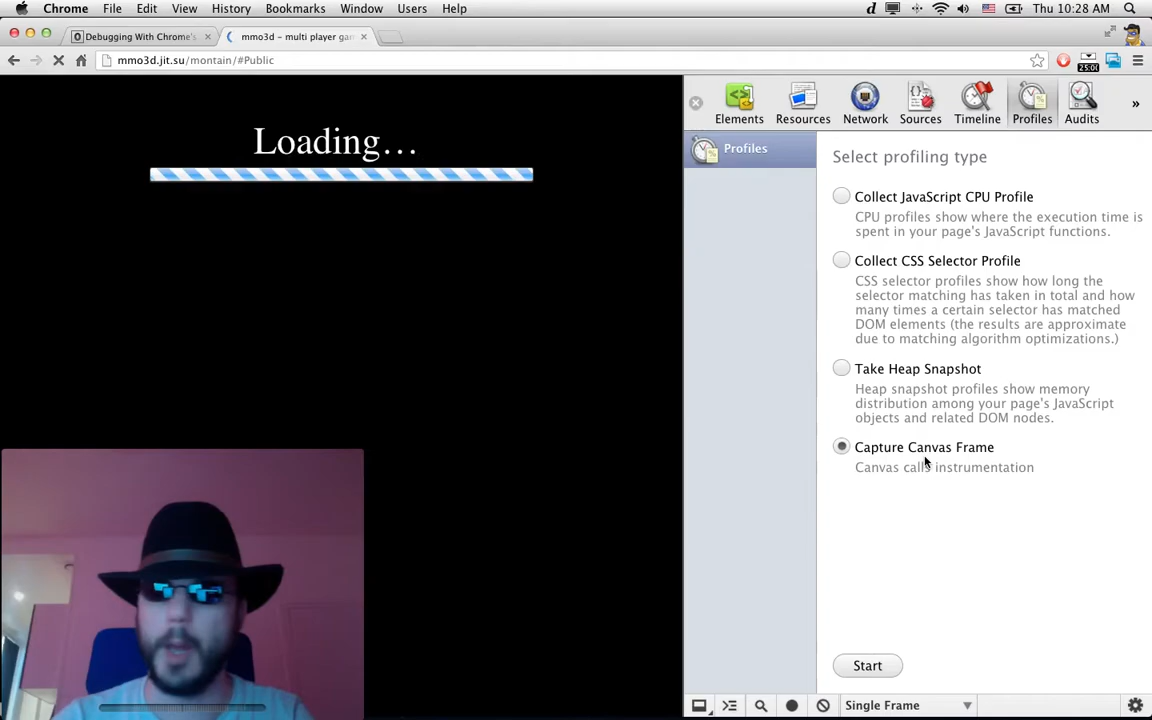 Chrome File Edit View History Bookmarks Window Users Help d Thu 10:28 AM
Debugging With Chrome's mmo3d – multi player gam
mmo3d.jit.su/montain/#Public 25:00
Elements Resources Network Sources Timeline Profiles Audits »
Loading...
Profiles
Select profiling type
Collect JavaScript CPU Profile
CPU profiles show where the execution time is
spent in your page's JavaScript functions.
Collect CSS Selector Profile
CSS selector profiles show how long the
selector matching has taken in total and how
many times a certain selector has matched
DOM elements (the results are approximate
due to matching algorithm optimizations.)
Take Heap Snapshot
Heap snapshot profiles show memory
distribution among your page's JavaScript
objects and related DOM nodes.
Capture Canvas Frame
Canvas calls instrumentation
Start
Single Frame